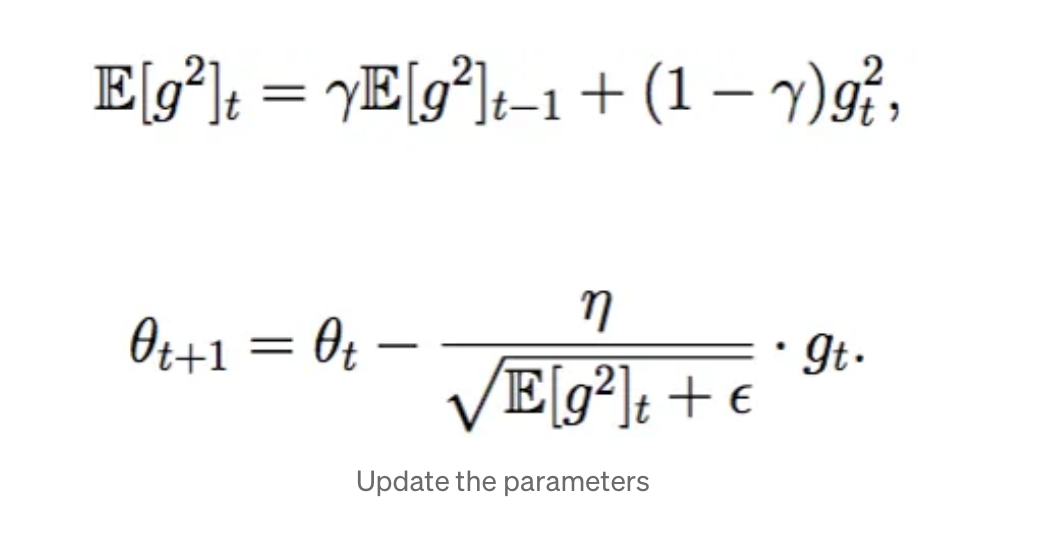 𝔼[g²]ₜ = γ𝔼[g²]ₜ₋₁ + (1 − γ)gₜ²,
θₜ₊₁ = θₜ − η / √(𝔼[g²]ₜ + ϵ) · gₜ.
Update the parameters